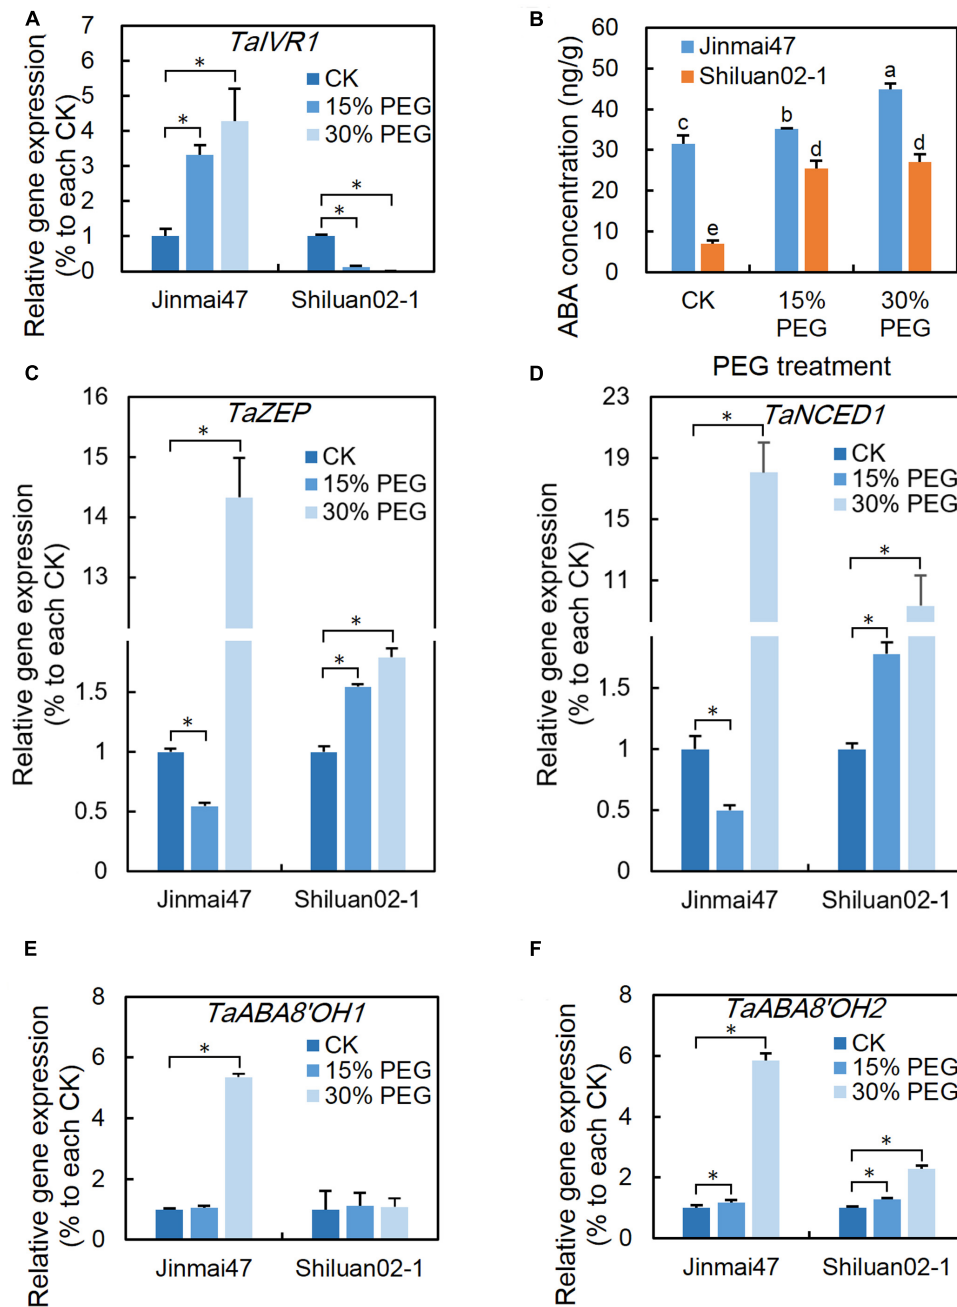 A
Relative gene expression
(% to each CK)
7
6
5
4
3
2
1
0
TaIVR1
CK
15% PEG
30% PEG
*
*
*
*
Jinmai47
Shiluan02-1
B
ABA concentration (ng/g)
60
50
40
30
20
10
0
Jinmai47
Shiluan02-1
c
e
b
d
a
d
CK
15%
PEG
30%
PEG
PEG treatment
C
Relative gene expression
(% to each CK)
16
15
14
13
1.5
1
0.5
0
TaZEP
CK
15% PEG
30% PEG
*
*
*
*
Jinmai47
Shiluan02-1
D
Relative gene expression
(% to each CK)
23
19
15
11
1.5
1
0.5
0
TaNCED1
CK
15% PEG
30% PEG
*
*
*
*
Jinmai47
Shiluan02-1
E
Relative gene expression
(% to each CK)
8
6
4
2
0
TaABA8'OH1
CK
15% PEG
30% PEG
*
Jinmai47
Shiluan02-1
F
Relative gene expression
(% to each CK)
8
6
4
2
0
TaABA8'OH2
CK
15% PEG
30% PEG
*
*
*
*
Jinmai47
Shiluan02-1